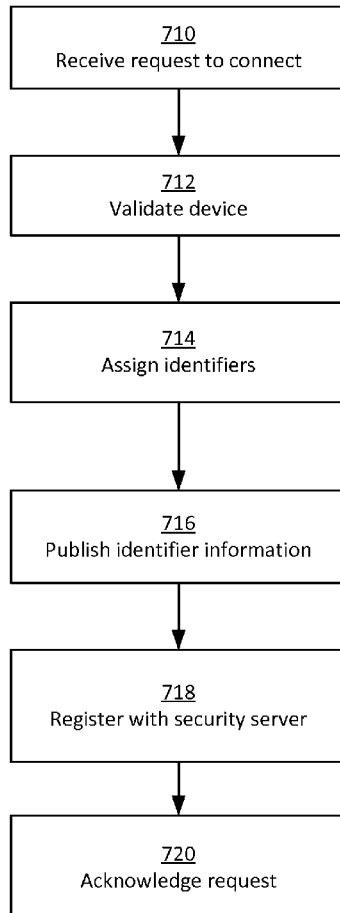 710
Receive request to connect
712
Validate device
714
Assign identifiers
716
Publish identifier information
718
Register with security server
720
Acknowledge request